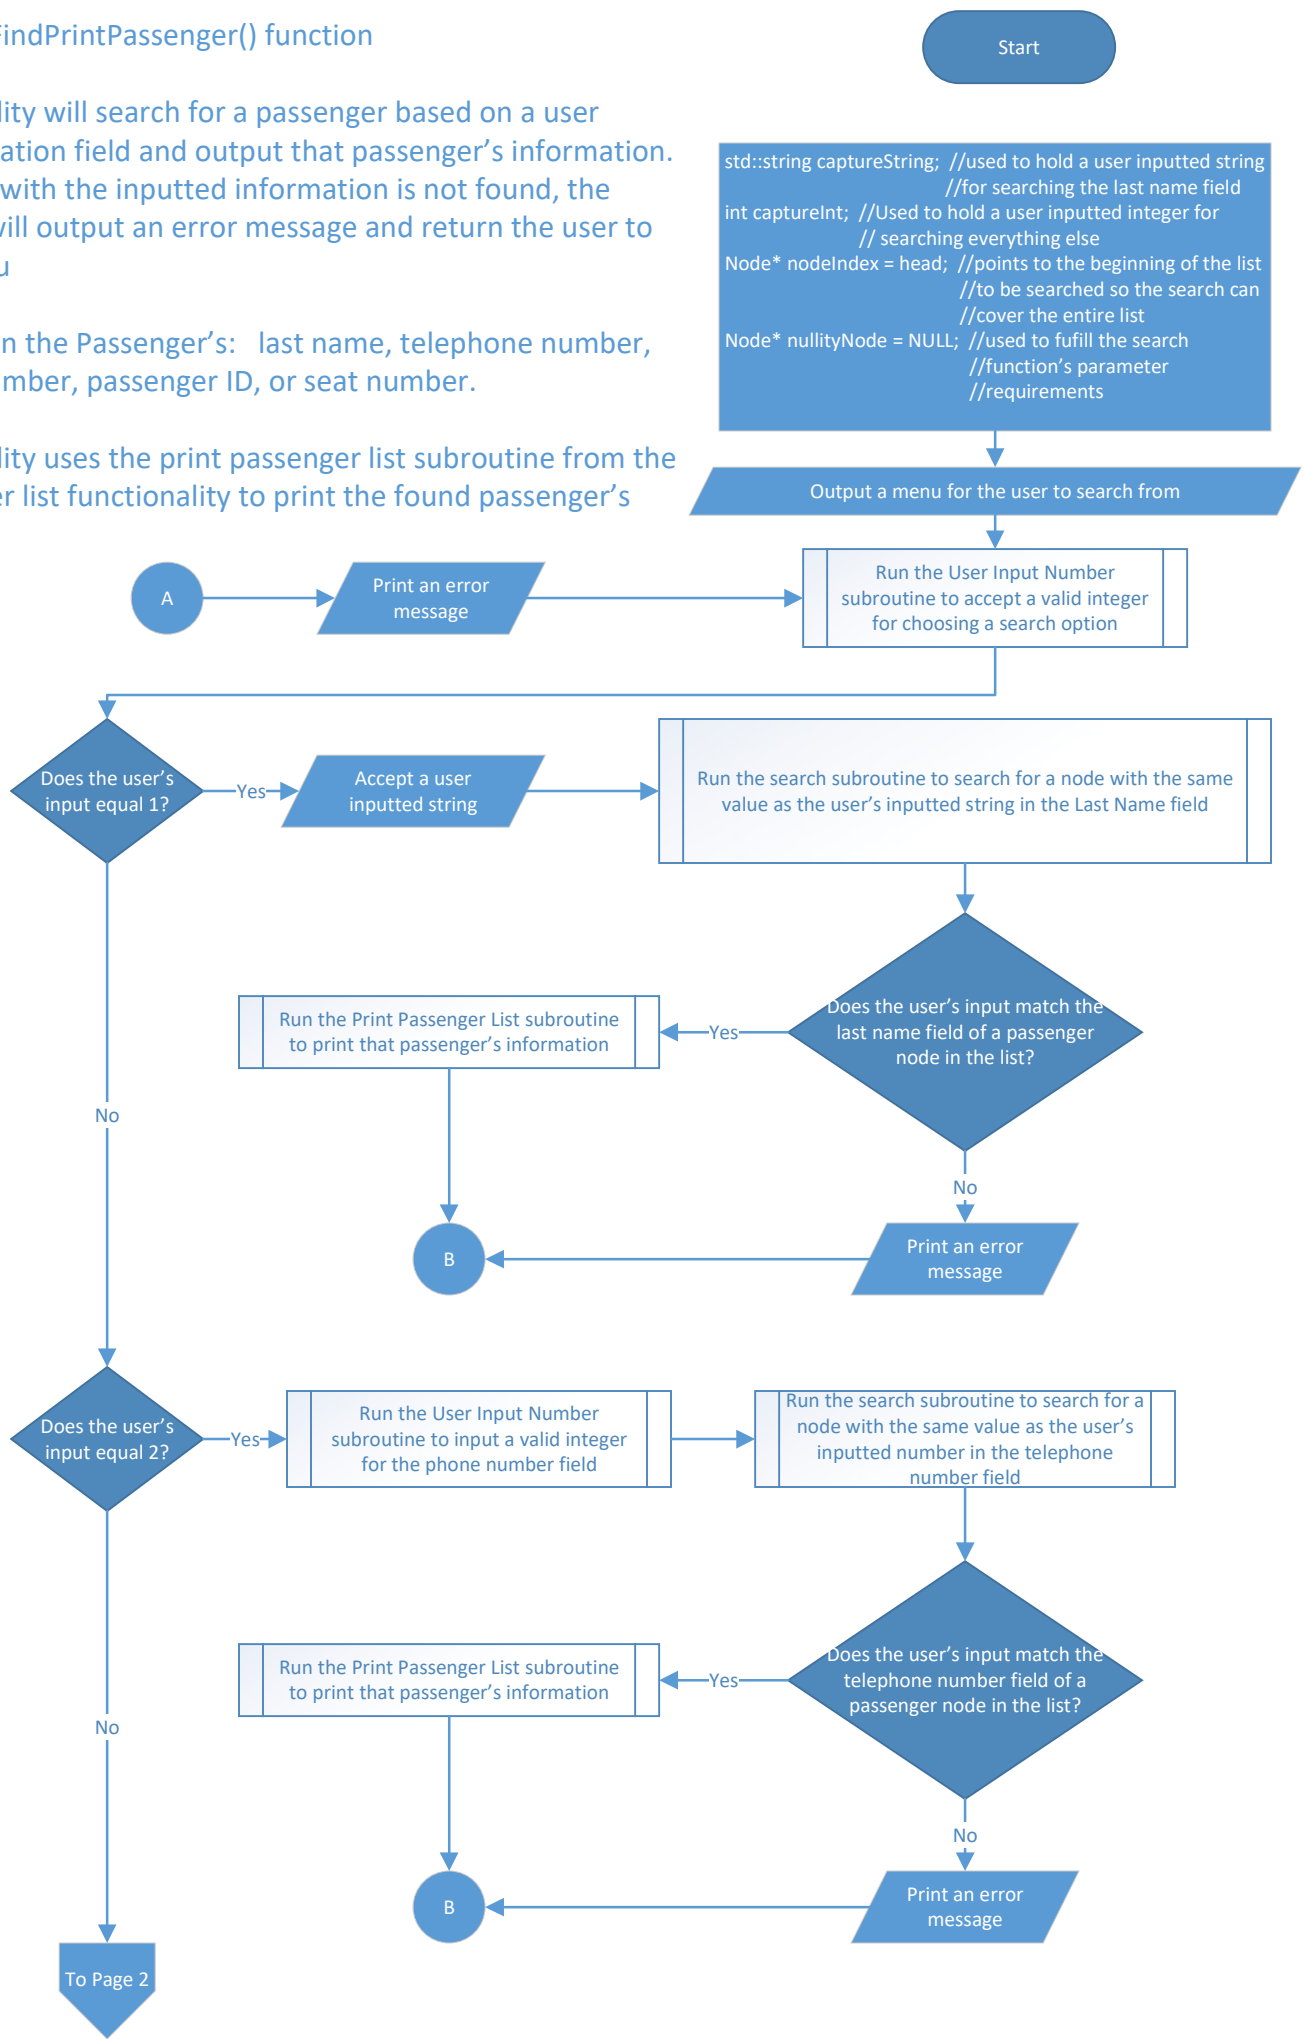 FindPrintPassenger() function
lity will search for a passenger based on a user
ation field and output that passenger's information.
with the inputted information is not found, the
will output an error message and return the user to
u
n the Passenger's: last name, telephone number,
mber, passenger ID, or seat number.
lity uses the print passenger list subroutine from the
er list functionality to print the found passenger's
Start
std::string captureString; //used to hold a user inputted string
//for searching the last name field
int captureInt; //Used to hold a user inputted integer for
// searching everything else
Node* nodeIndex = head; //points to the beginning of the list
//to be searched so the search can
//cover the entire list
Node* nullityNode = NULL; //used to fufill the search
//function's parameter
//requirements
Output a menu for the user to search from
A
Print an error
message
Run the User Input Number
subroutine to accept a valid integer
for choosing a search option
Does the user's
input equal 1?
Yes
Accept a user
inputted string
Run the search subroutine to search for a node with the same
value as the user's inputted string in the Last Name field
Does the user's input match the
last name field of a passenger
node in the list?
Yes
Run the Print Passenger List subroutine
to print that passenger's information
No
No
Print an error
message
B
Does the user's
input equal 2?
Yes
Run the User Input Number
subroutine to input a valid integer
for the phone number field
Run the search subroutine to search for a
node with the same value as the user's
inputted number in the telephone
number field
Does the user's input match the
telephone number field of a
passenger node in the list?
Yes
Run the Print Passenger List subroutine
to print that passenger's information
No
No
Print an error
message
B
To Page 2